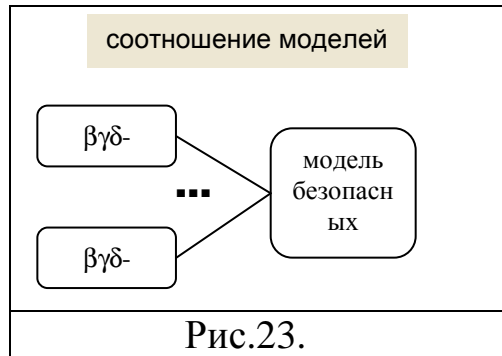 соотношение моделей
βγδ-
...
βγδ-
модель
безопасн
ых
Рис.23.